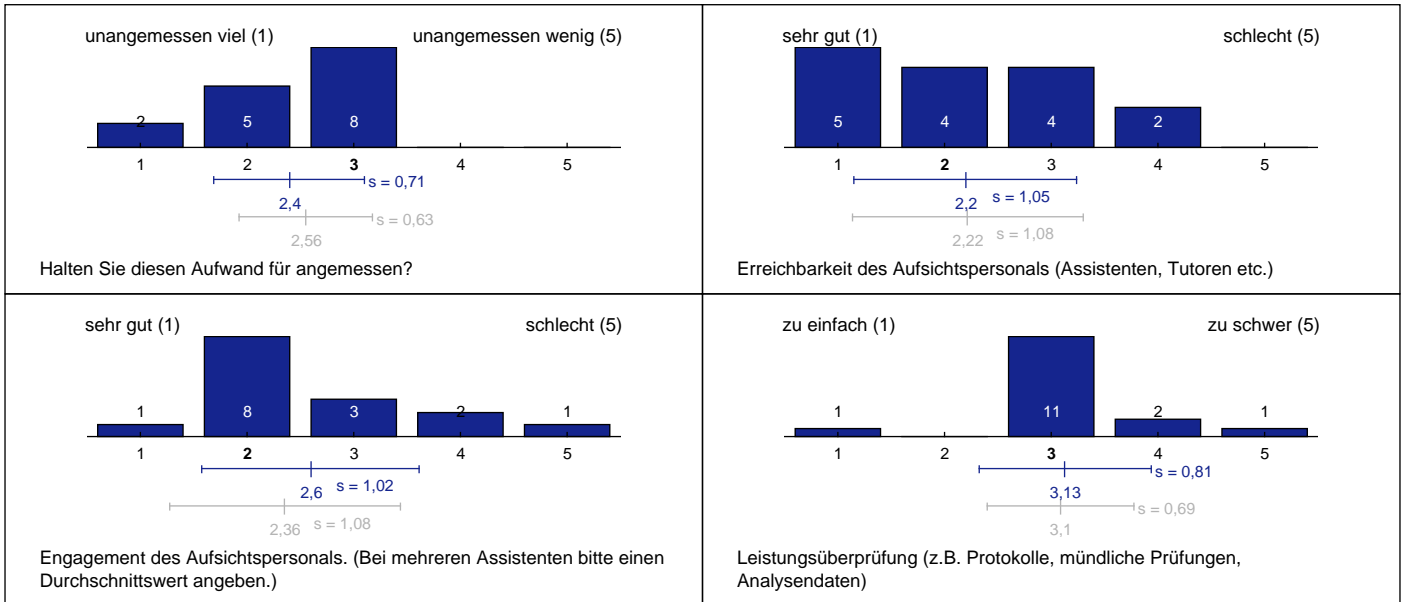 unangemessen viel (1) unangemessen wenig (5)
2 5 8
1 2 3 4 5
s = 0,71
2,4
s = 0,63
2,56
Halten Sie diesen Aufwand für angemessen?
sehr gut (1) schlecht (5)
5 4 4 2
1 2 3 4 5
2,2 s = 1,05
2,22 s = 1,08
Erreichbarkeit des Aufsichtspersonals (Assistenten, Tutoren etc.)
sehr gut (1) schlecht (5)
1 8 3 2 1
1 2 3 4 5
2,6 s = 1,02
2,36 s = 1,08
Engagement des Aufsichtspersonals. (Bei mehreren Assistenten bitte einen
Durchschnittswert angeben.)
zu einfach (1) zu schwer (5)
1 11 2 1
1 2 3 4 5
s = 0,81
3,13
s = 0,69
3,1
Leistungsüberprüfung (z.B. Protokolle, mündliche Prüfungen,
Analysendaten)